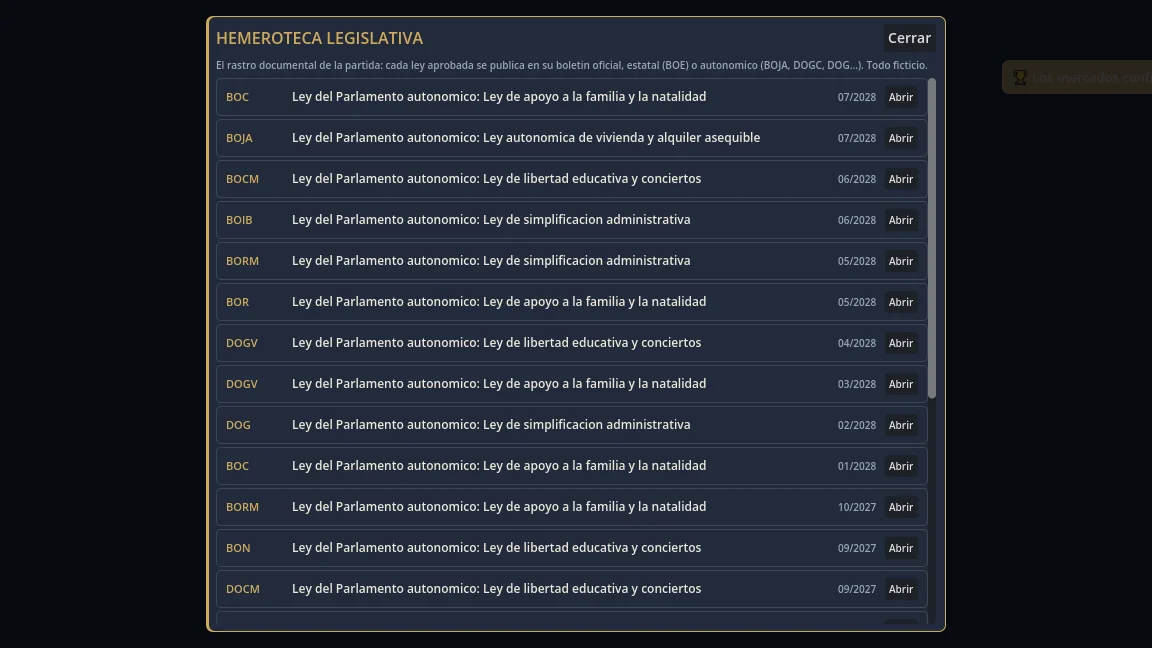 HEMEROTECA LEGISLATIVA
Cerrar
El rastro documental de la partida: cada ley aprobada se publica en su boletin oficial, estatal (BOE) o autonomico (BOJA, DOGC, DOG...). Todo ficticio.
Los mercados
BOC Ley del Parlamento autonomico: Ley de apoyo a la familia y la natalidad 07/2028 Abrir
BOJA Ley del Parlamento autonomico: Ley autonomica de vivienda y alquiler asequible 07/2028 Abrir
BOCM Ley del Parlamento autonomico: Ley de libertad educativa y conciertos 06/2028 Abrir
BOIB Ley del Parlamento autonomico: Ley de simplificacion administrativa 06/2028 Abrir
BORM Ley del Parlamento autonomico: Ley de simplificacion administrativa 05/2028 Abrir
BOR Ley del Parlamento autonomico: Ley de apoyo a la familia y la natalidad 05/2028 Abrir
DOGV Ley del Parlamento autonomico: Ley de libertad educativa y conciertos 04/2028 Abrir
DOGV Ley del Parlamento autonomico: Ley de apoyo a la familia y la natalidad 03/2028 Abrir
DOG Ley del Parlamento autonomico: Ley de simplificacion administrativa 02/2028 Abrir
BOC Ley del Parlamento autonomico: Ley de apoyo a la familia y la natalidad 01/2028 Abrir
BORM Ley del Parlamento autonomico: Ley de apoyo a la familia y la natalidad 10/2027 Abrir
BON Ley del Parlamento autonomico: Ley de libertad educativa y conciertos 09/2027 Abrir
DOCM Ley del Parlamento autonomico: Ley de libertad educativa y conciertos 09/2027 Abrir